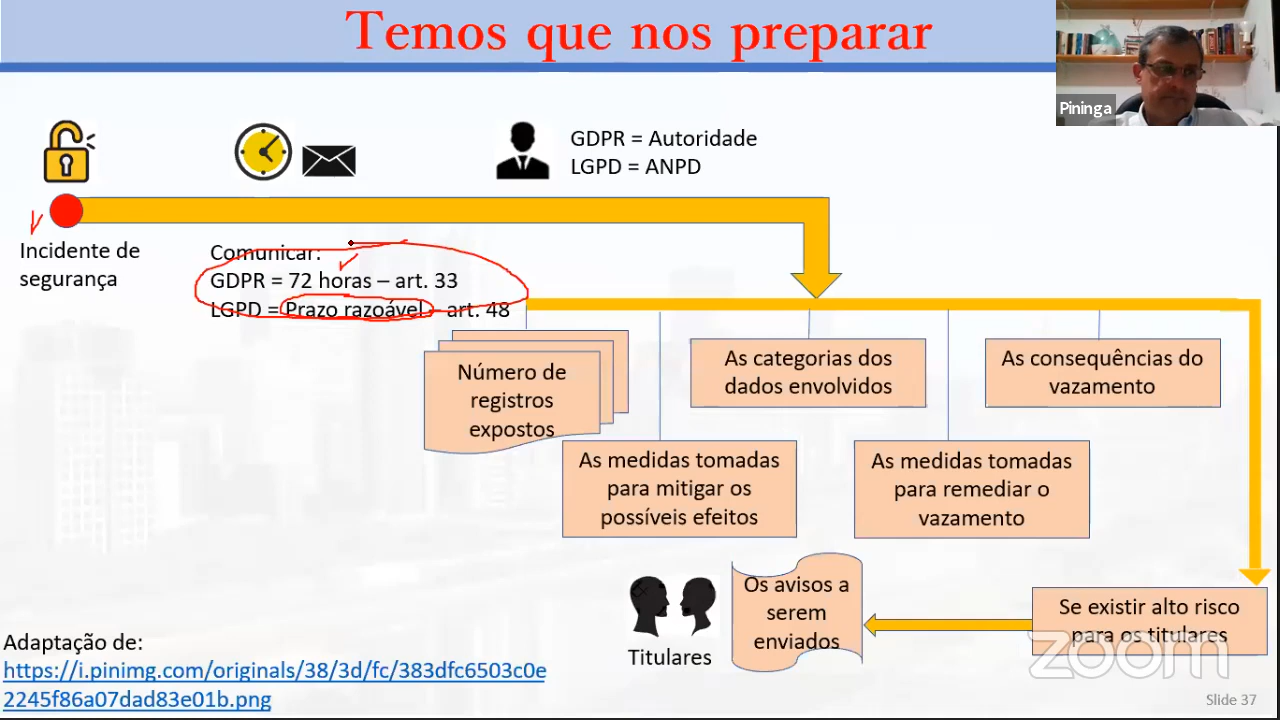 Temos que nos preparar
Pininga
GDPR = Autoridade
LGPD = ANPD
Incidente de
segurança
Comunicar:
GDPR = 72 horas – art. 33
LGPD = Prazo razoável – art. 48
Número de
registros
expostos
As categorias dos
dados envolvidos
As consequências do
vazamento
As medidas tomadas
para mitigar os
possíveis efeitos
As medidas tomadas
para remediar o
vazamento
Se existir alto risco
para os titulares
Os avisos a
serem
enviados
Titulares
Adaptação de:
https://i.pinimg.com/originals/38/3d/fc/383dfc6503c0e
2245f86a07dad83e01b.png
zoom
Slide 37